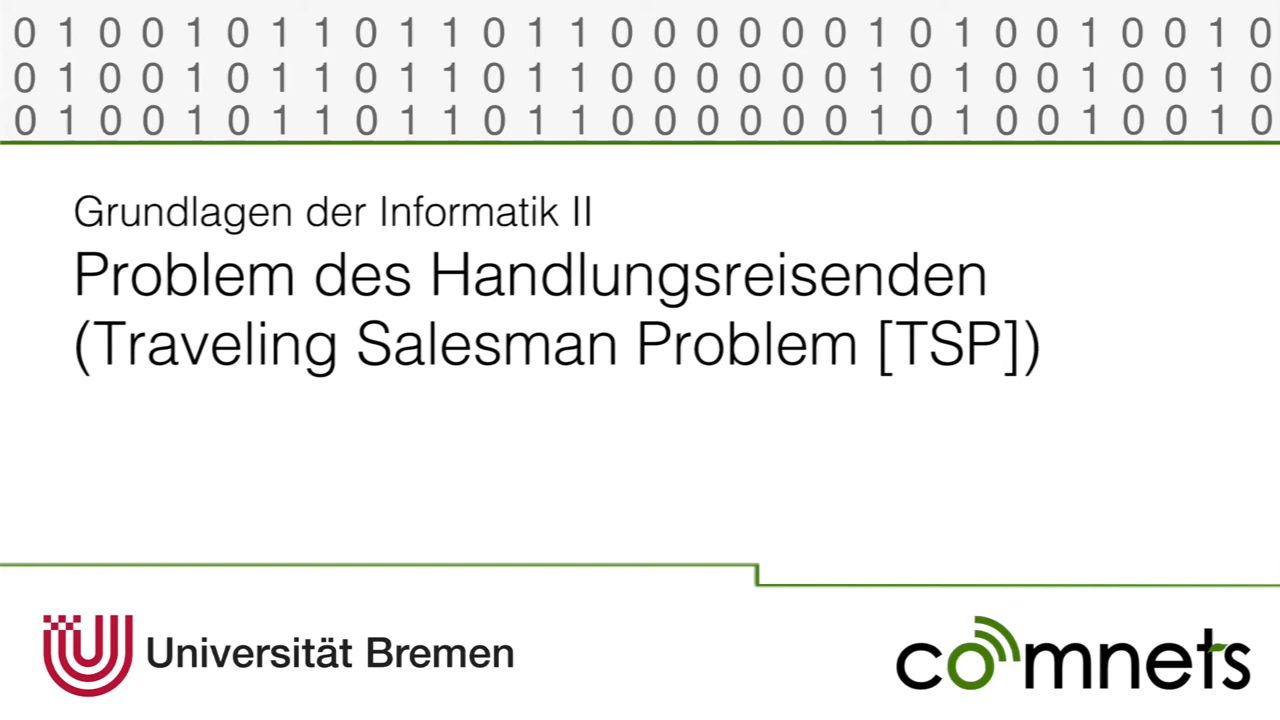 0 1 0 0 1 0 1 1 0 1 1 0 1 1 0 0 0 0 0 0 1 0 1 0 0 1 0 0 1 0
0 1 0 0 1 0 1 1 0 1 1 0 1 1 0 0 0 0 0 0 1 0 1 0 0 1 0 0 1 0
0 1 0 0 1 0 1 1 0 1 1 0 1 1 0 0 0 0 0 0 1 0 1 0 0 1 0 0 1 0
Grundlagen der Informatik II
Problem des Handlungsreisenden
(Traveling Salesman Problem [TSP])
Universität Bremen
comnets